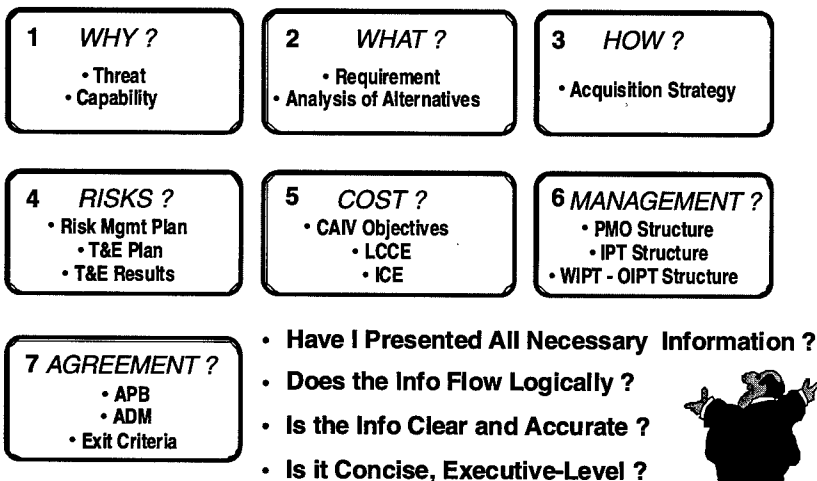 1 WHY ?
• Threat
• Capability
2 WHAT ?
• Requirement
• Analysis of Alternatives
3 HOW ?
• Acquisition Strategy
4 RISKS ?
• Risk Mgmt Plan
• T&E Plan
• T&E Results
5 COST ?
• CAIV Objectives
• LCCE
• ICE
6 MANAGEMENT ?
• PMO Structure
• IPT Structure
• WIPT - OIPT Structure
7 AGREEMENT ?
• APB
• ADM
• Exit Criteria
• Have I Presented All Necessary Information ?
• Does the Info Flow Logically ?
• Is the Info Clear and Accurate ?
• Is it Concise, Executive-Level ?